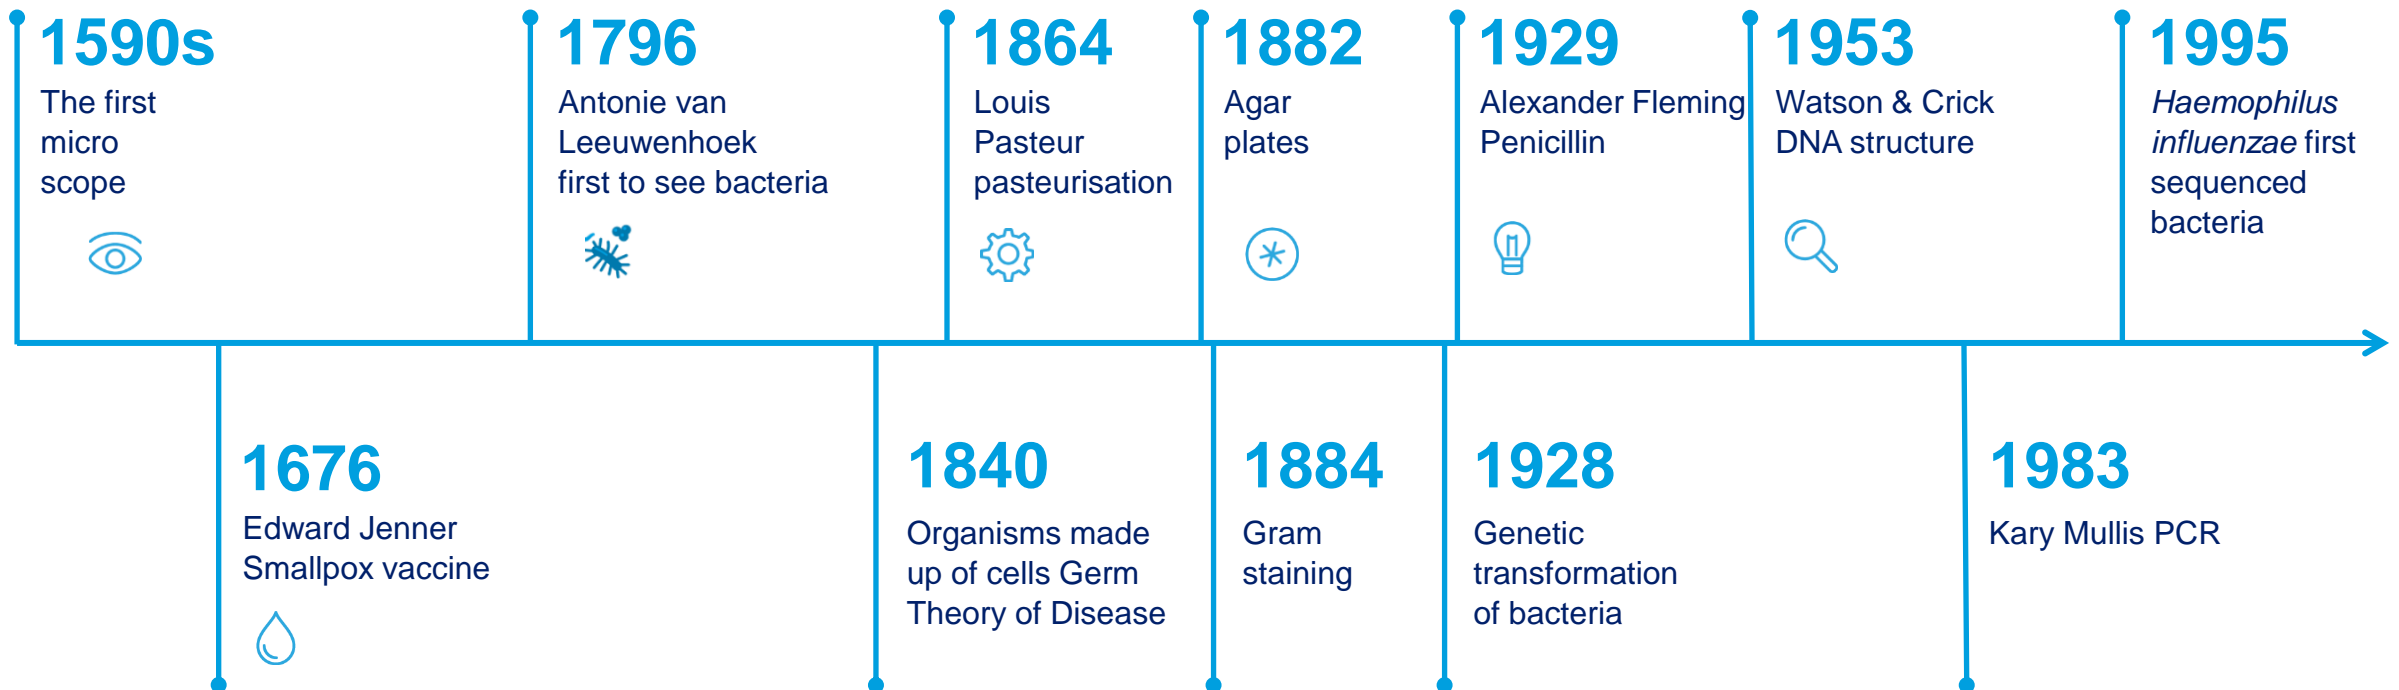 1590s
The first
micro
scope
1796
Antonie van
Leeuwenhoek
first to see bacteria
1864
Louis
Pasteur
pasteurisation
1882
Agar
plates
1929
Alexander Fleming
Penicillin
1953
Watson & Crick
DNA structure
1995
Haemophilus
influenzae first
sequenced
bacteria
1676
Edward Jenner
Smallpox vaccine
1840
Organisms made
up of cells Germ
Theory of Disease
1884
Gram
staining
1928
Genetic
transformation
of bacteria
1983
Kary Mullis PCR